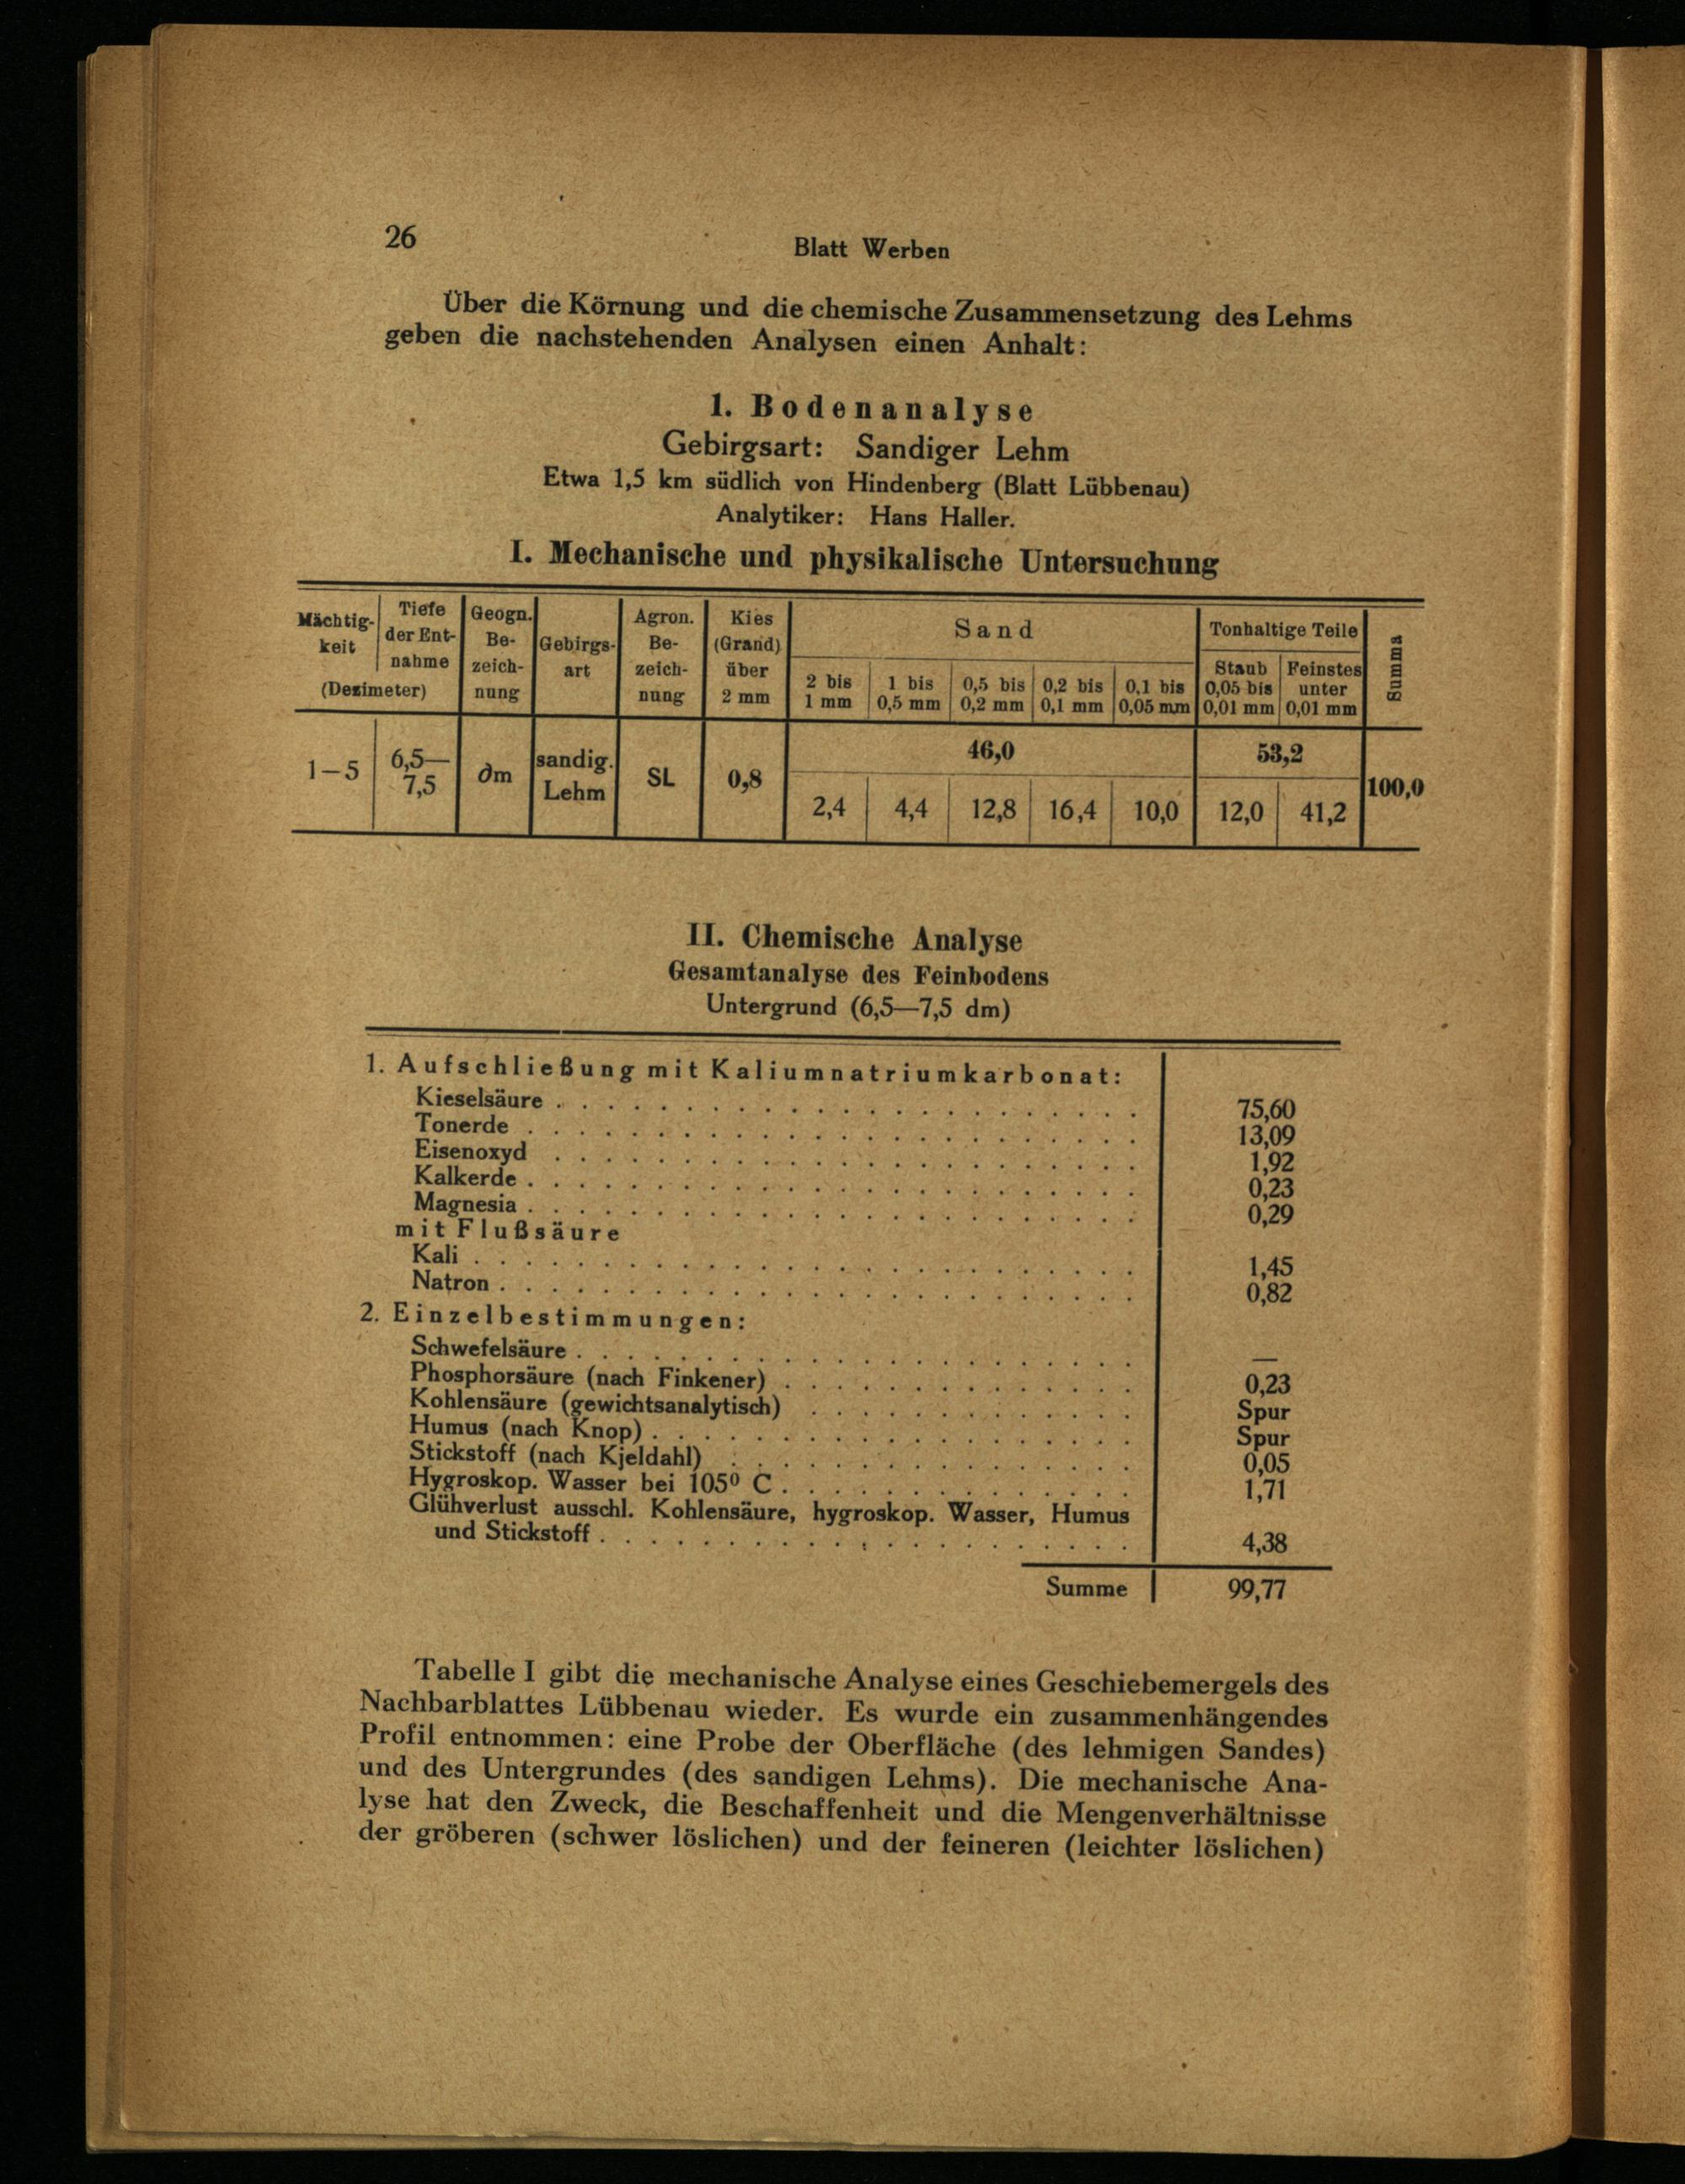 26
Blatt Werben
Über die Körnung und die chemische Zusammensetzung des Lehms
geben die nachstehenden Analysen einen Anhalt:
1. Bodenanalyse
Gebirgsart: Sandiger Lehm
Etwa 1,5 km südlich von Hindenberg (Blatt Lübbenau)
Analytiker: Hans Haller.
I. Mechanische und physikalische Untersuchung
Mächtig-
keit
Tiefe
der Ent-
nahme
(Dezimeter)
Geogn.
Be-
zeich-
nung
Gebirgs-
art
Agron.
Be-
zeich-
nung
Kies
(Grand)
über
2 mm
Sand
2 bis
1 mm
1 bis
0,5 mm
0,5 bis
0,2 mm
0,2 bis
0,1 mm
0,1 bis
0,05 mm
Tonhaltige Teile
Staub
0,05 bis
0,01 mm
Feinstes
unter
0,01 mm
Summa
1—5
6,5—
7,5
∂m
sandig.
Lehm
SL
0,8
46,0
2,4 4,4 12,8 16,4 10,0
53,2
12,0 41,2
100,0
II. Chemische Analyse
Gesamtanalyse des Feinbodens
Untergrund (6,5—7,5 dm)
1. Aufschließung mit Kaliumnatriumkarbonat:
Kieselsäure . . . . . . . . . . . . . . . . . . . . . . . 75,60
Tonerde . . . . . . . . . . . . . . . . . . . . . . . . 13,09
Eisenoxyd . . . . . . . . . . . . . . . . . . . . . . . 1,92
Kalkerde . . . . . . . . . . . . . . . . . . . . . . . . 0,23
Magnesia . . . . . . . . . . . . . . . . . . . . . . . . 0,29
mit Flußsäure
Kali . . . . . . . . . . . . . . . . . . . . . . . . . . 1,45
Natron . . . . . . . . . . . . . . . . . . . . . . . . . 0,82
2. Einzelbestimmungen:
Schwefelsäure . . . . . . . . . . . . . . . . . . . . . . —
Phosphorsäure (nach Finkener) . . . . . . . . . . . . . . 0,23
Kohlensäure (gewichtsanalytisch) . . . . . . . . . . . . . Spur
Humus (nach Knop) . . . . . . . . . . . . . . . . . . . Spur
Stickstoff (nach Kjeldahl) . . . . . . . . . . . . . . . . 0,05
Hygroskop. Wasser bei 105⁰ C . . . . . . . . . . . . . . 1,71
Glühverlust ausschl. Kohlensäure, hygroskop. Wasser, Humus
und Stickstoff . . . . . . . . . . . . . . . . . . . . . 4,38
Summe 99,77
Tabelle I gibt die mechanische Analyse eines Geschiebemergels des
Nachbarblattes Lübbenau wieder. Es wurde ein zusammenhängendes
Profil entnommen: eine Probe der Oberfläche (des lehmigen Sandes)
und des Untergrundes (des sandigen Lehms). Die mechanische Ana-
lyse hat den Zweck, die Beschaffenheit und die Mengenverhältnisse
der gröberen (schwer löslichen) und der feineren (leichter löslichen)